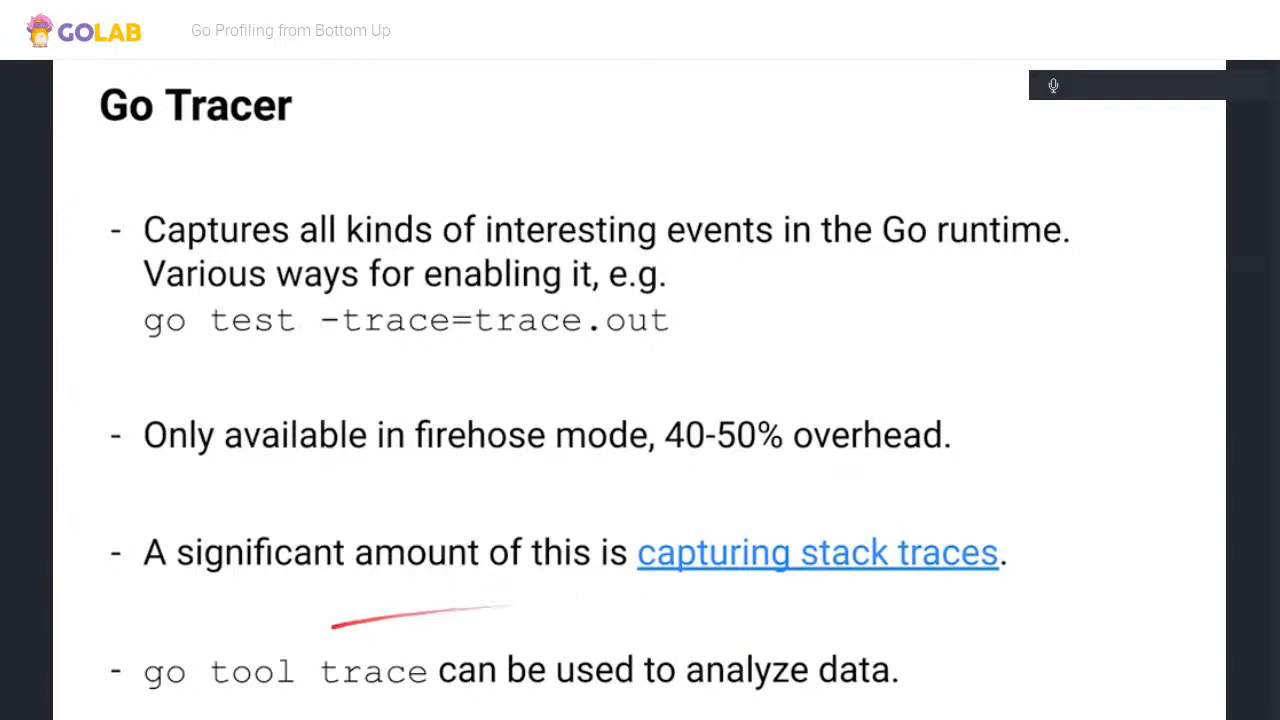 GOLAB
Go Profiling from Bottom Up
Go Tracer
- Captures all kinds of interesting events in the Go runtime.
Various ways for enabling it, e.g.
go test -trace=trace.out
- Only available in firehose mode, 40-50% overhead.
- A significant amount of this is capturing stack traces.
- go tool trace can be used to analyze data.